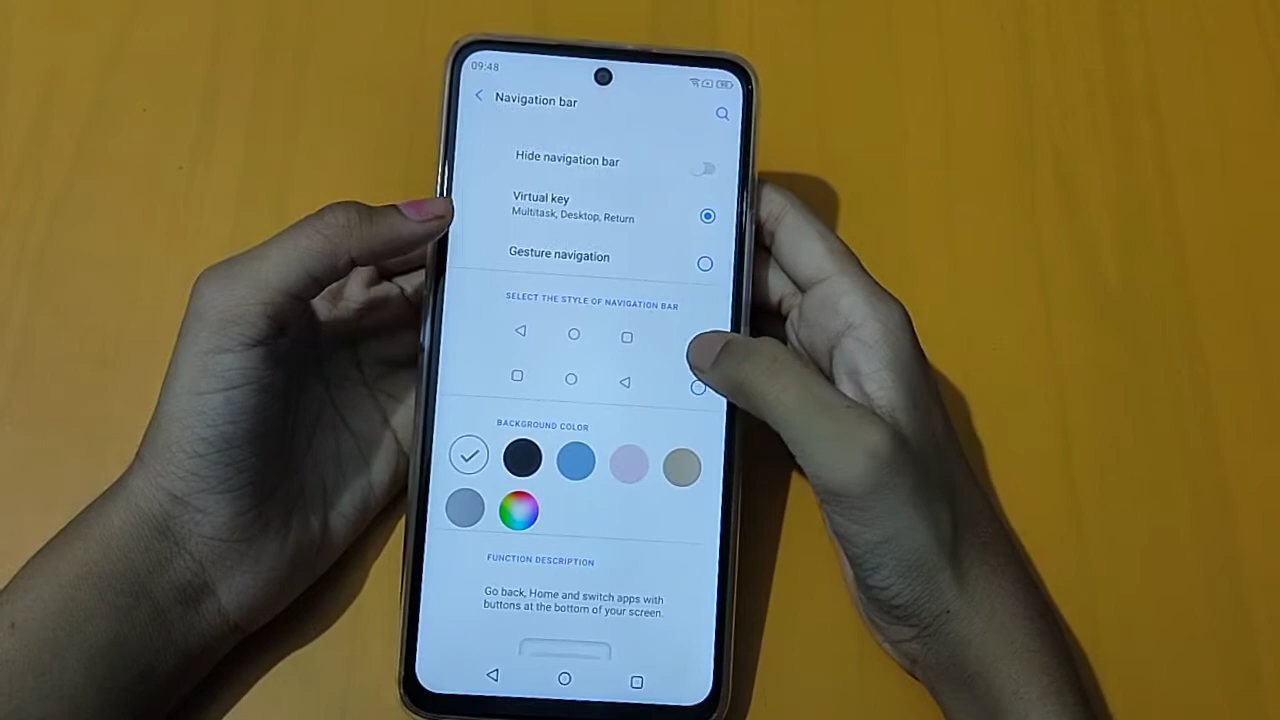 09:48
Navigation bar
Hide navigation bar
Virtual key
Multitask, Desktop, Return
Gesture navigation
SELECT THE STYLE OF NAVIGATION BAR
BACKGROUND COLOR
FUNCTION DESCRIPTION
Go back, Home and switch apps with
buttons at the bottom of your screen.